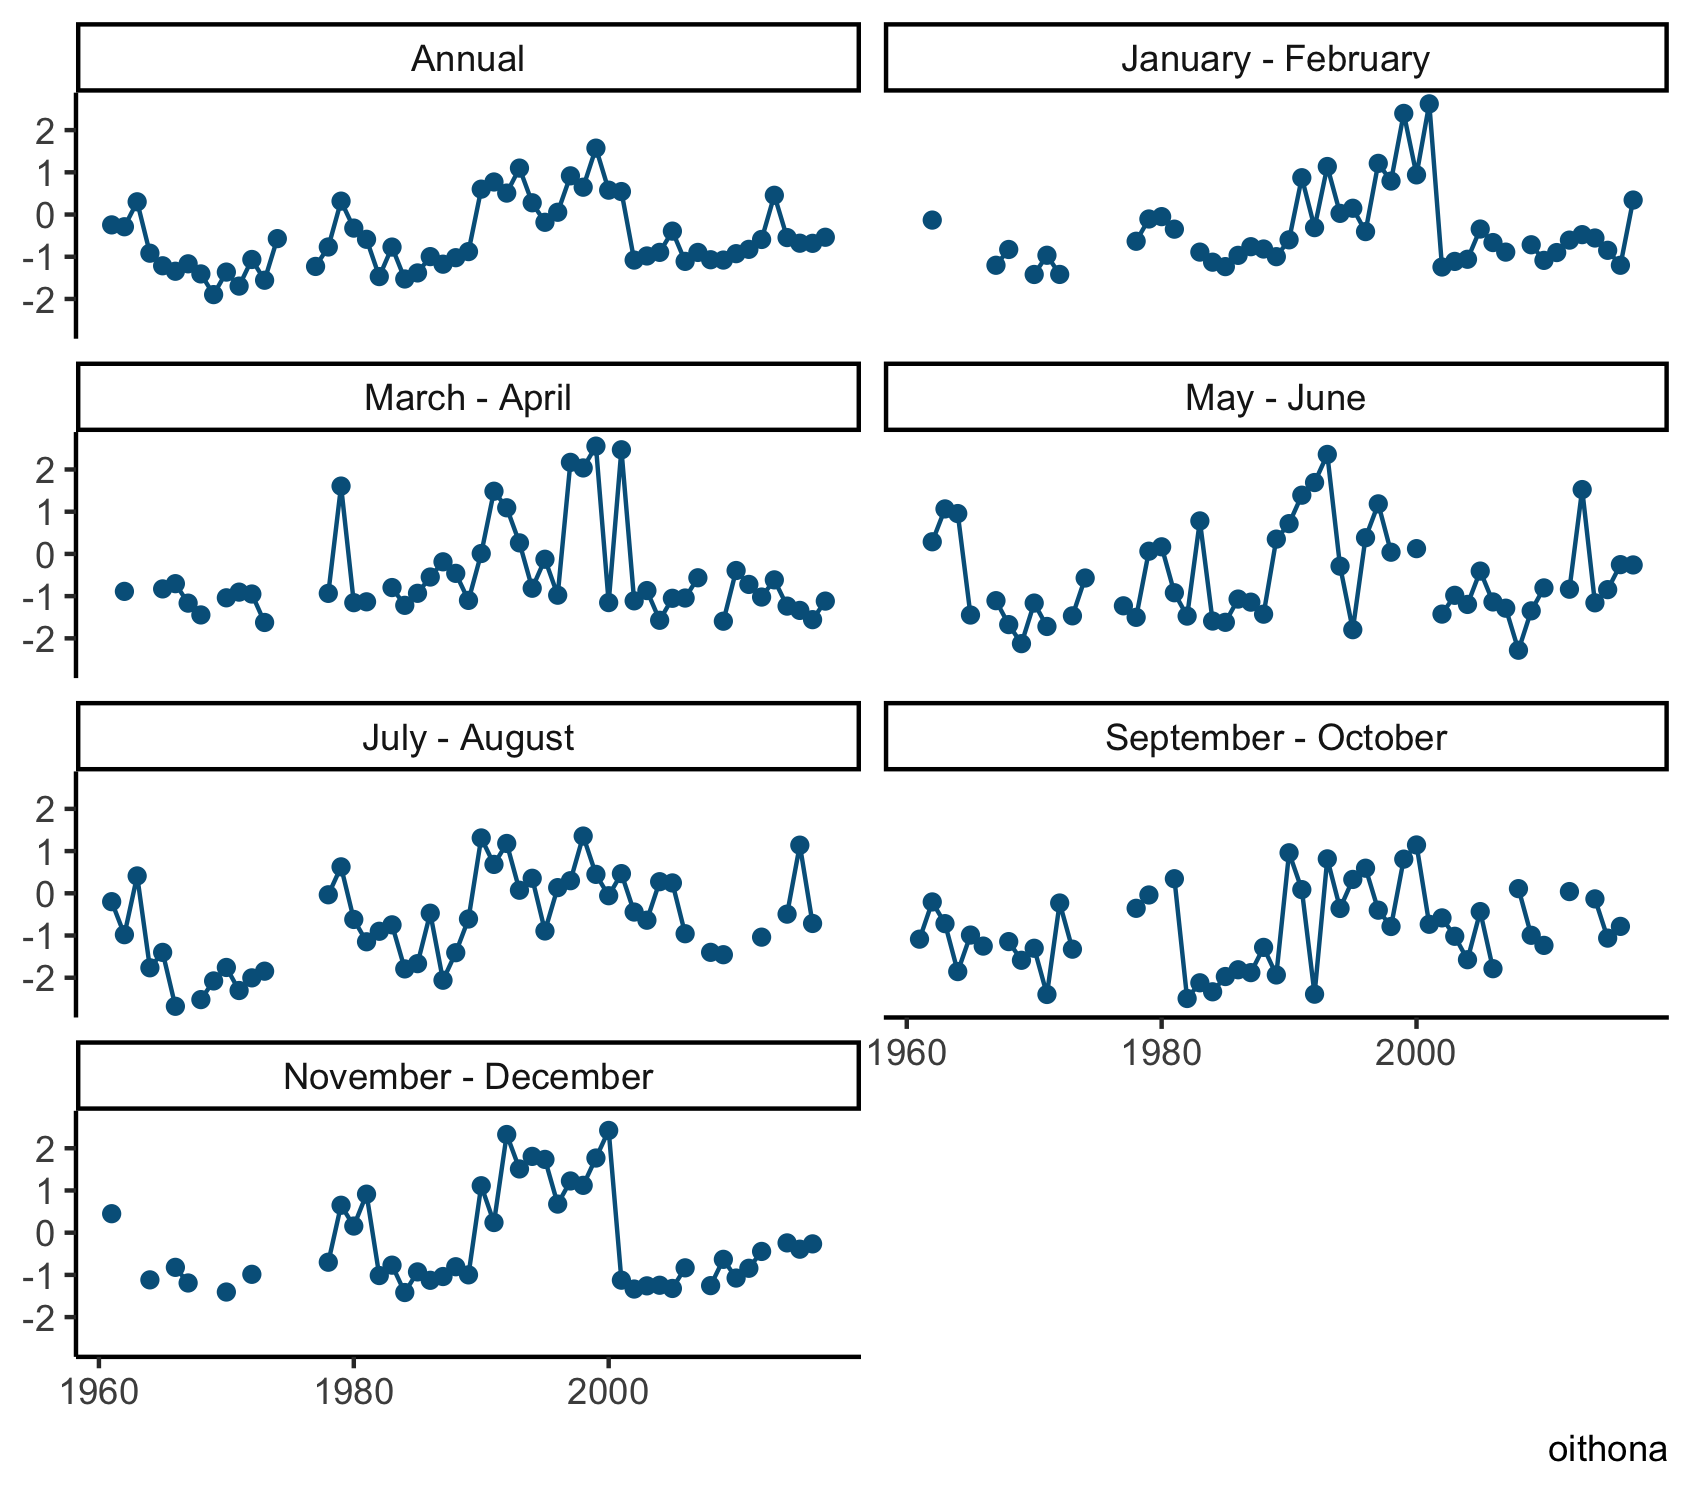 Annual
January - February
2
1
0
-1
-2
March - April
May - June
2
1
0
-1
-2
July - August
September - October
2
1
0
-1
-2
1960 1980 2000
November - December
2
1
0
-1
-2
1960 1980 2000
oithona